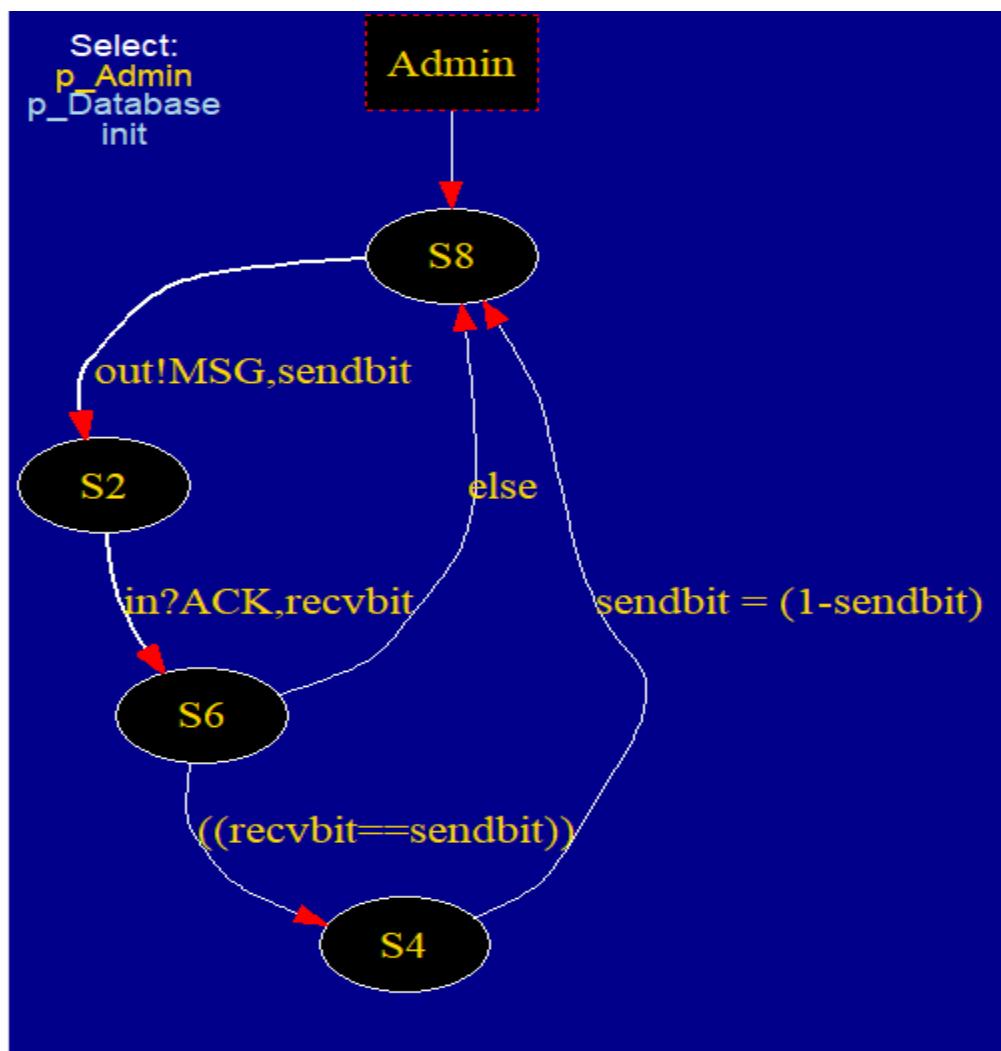 Select:
p_Admin
p_Database
init
Admin
S8
out!MSG,sendbit
S2
else
in?ACK,recvbit
sendbit = (1-sendbit)
S6
((recvbit==sendbit))
S4